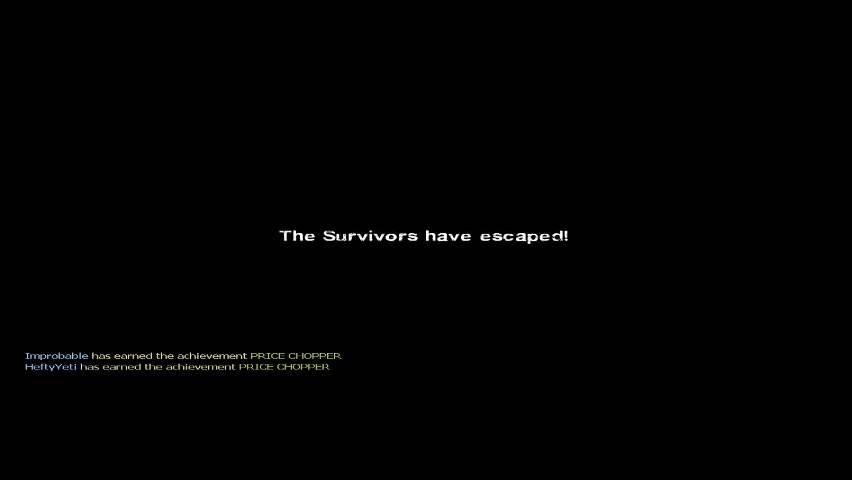 The Survivors have escaped!
Improbable has earned the achievement PRICE CHOPPER
HeftyYeti has earned the achievement PRICE CHOPPER